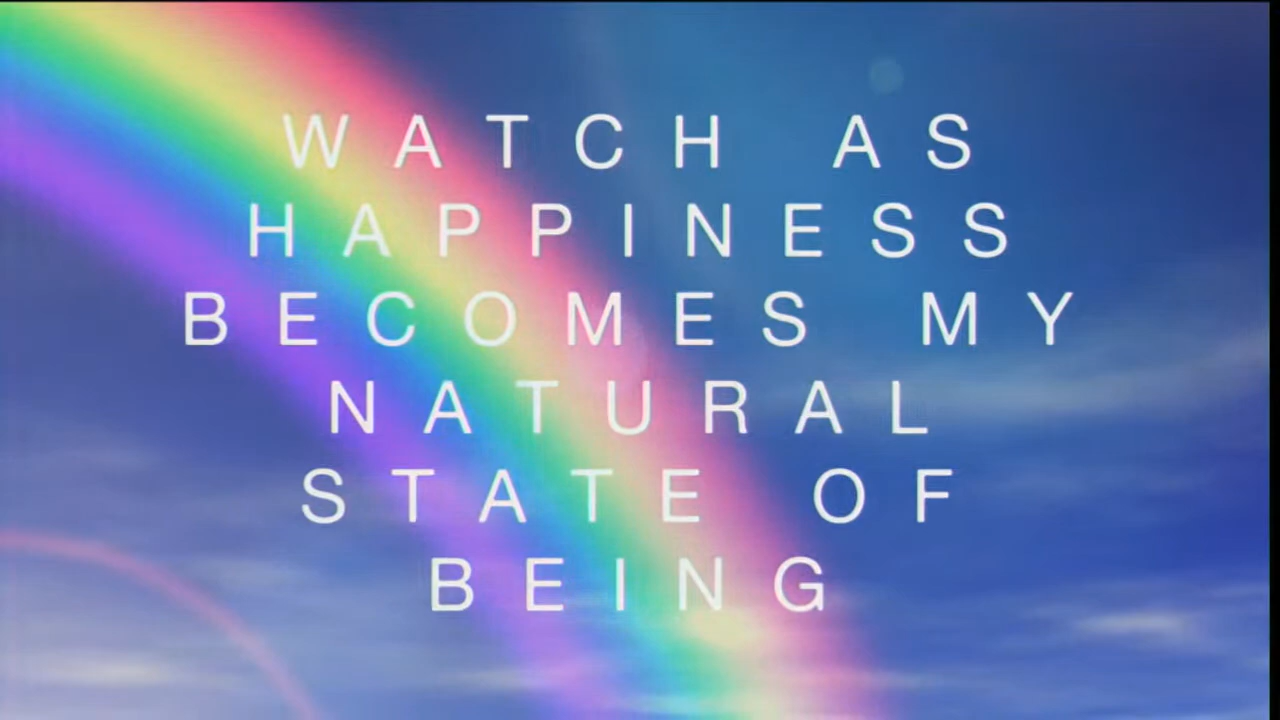 WATCH AS
HAPPINESS
BECOMES MY
NATURAL
STATE OF
BEING